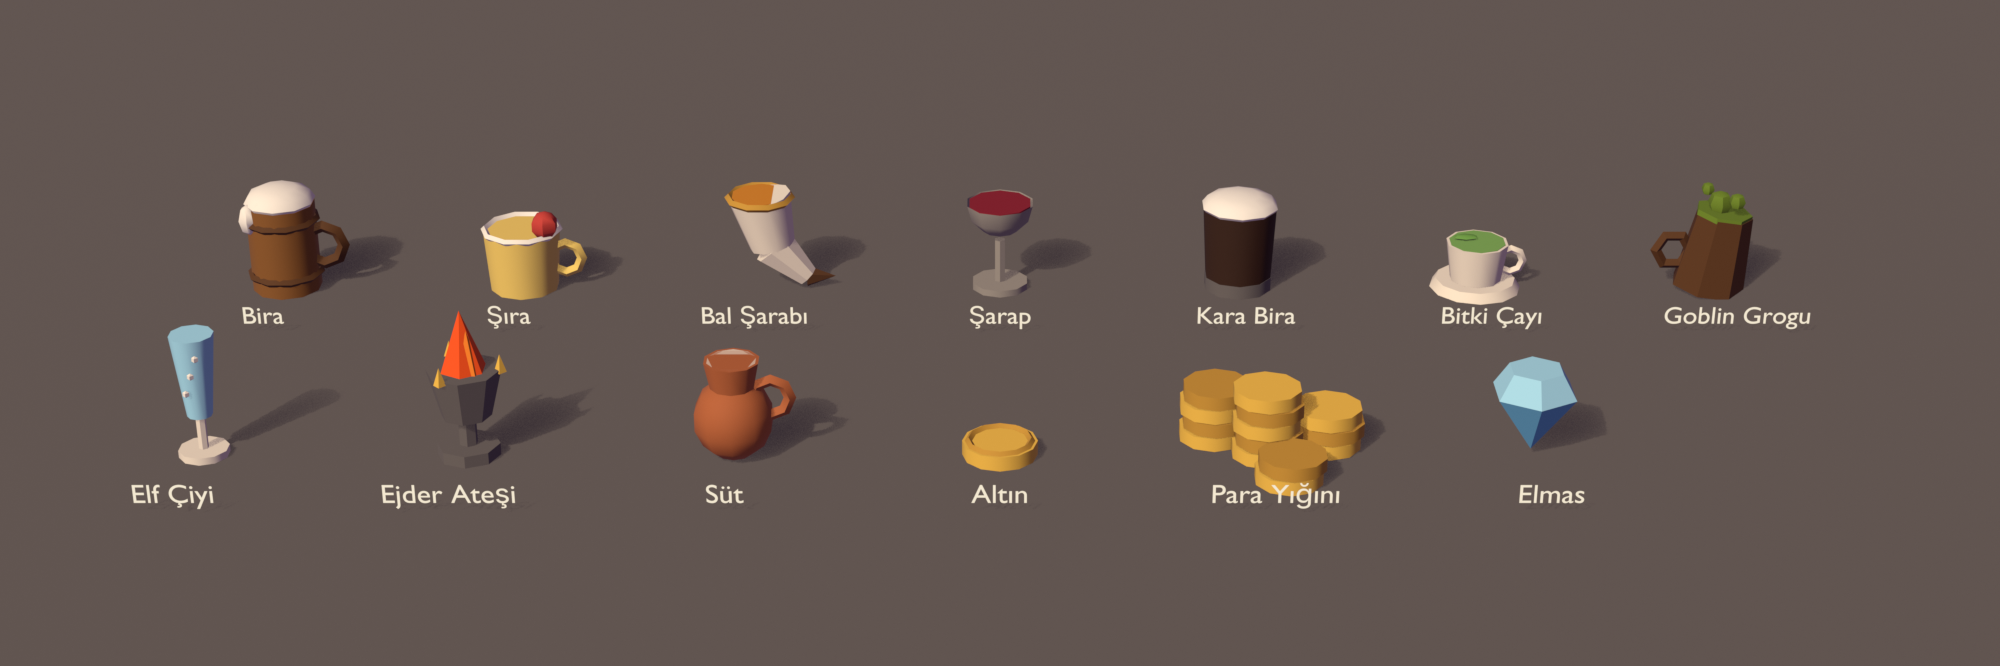 Bira
Şıra
Bal Şarabı
Şarap
Kara Bira
Bitki Çayı
Goblin Grogu
Elf Çiyi
Ejder Ateşi
Süt
Altın
Para Yığını
Elmas